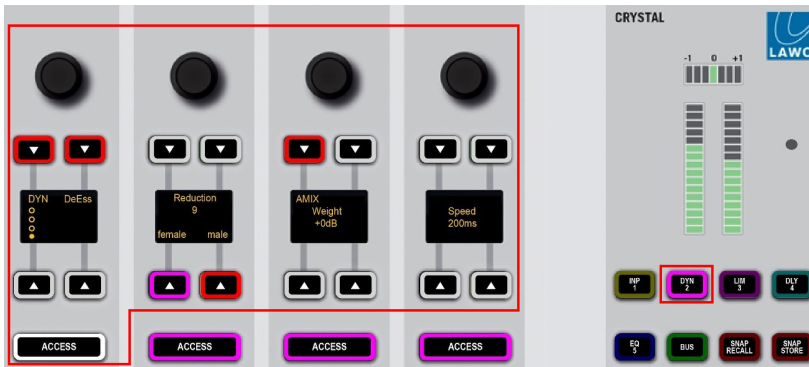 CRYSTAL
LAWO
-1 0 +1
DYN DeEss
Reduction
9
female male
AMIX
Weight
+0dB
Speed
200ms
INP
1
DYN
2
LIM
3
DLY
4
ACCESS
ACCESS
ACCESS
ACCESS
EQ
5
BUS
SNAP
RECALL
SNAP
STORE